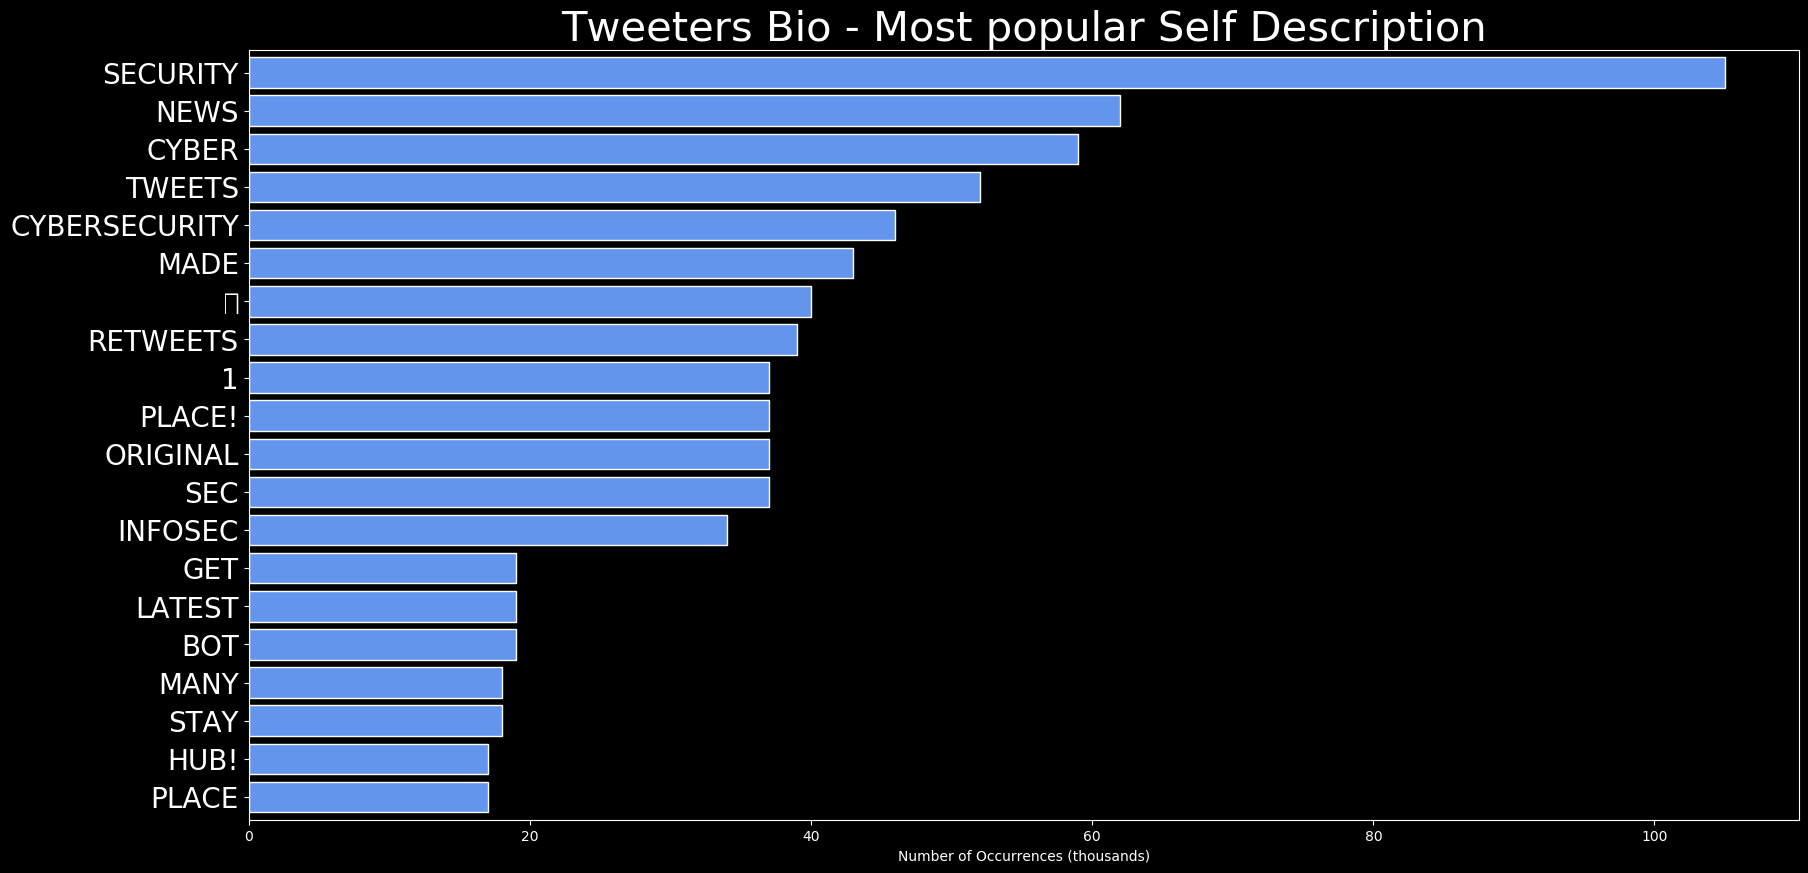 Tweeters Bio - Most popular Self Description
SECURITY
NEWS
CYBER
TWEETS
CYBERSECURITY
MADE
RETWEETS
1
PLACE!
ORIGINAL
SEC
INFOSEC
GET
LATEST
BOT
MANY
STAY
HUB!
PLACE
0 20 40 60 80 100
Number of Occurrences (thousands)